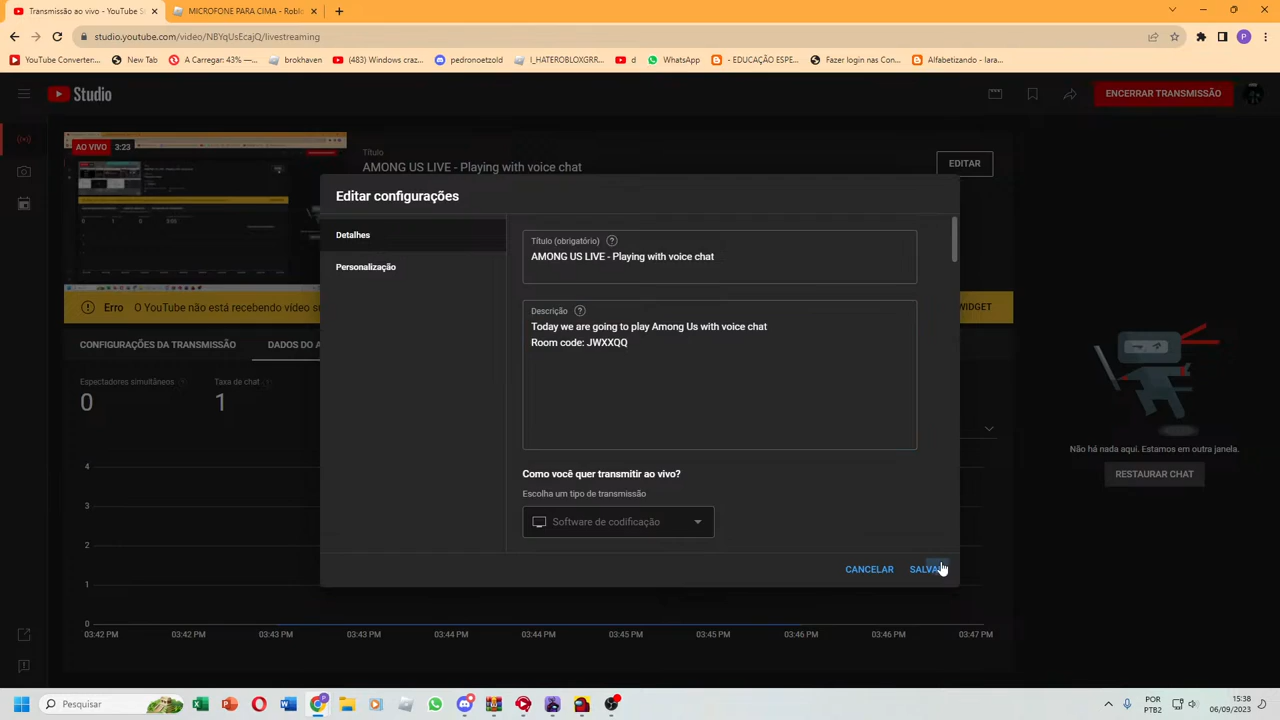 Transmissão ao vivo - YouTube S
MICROFONE PARA CIMA - Roblo
studio.youtube.com/video/NBYqUsEcajQ/livestreaming
YouTube Converter:...
New Tab
A Carregar: 43%—...
brokhaven
(483) Windows craz...
pedronoetzold
I_HATEROBLOXGRR...
d
WhatsApp
- EDUCAÇÃO ESPE...
Fazer login nas Con...
Alfabetizando - Iara...
Studio
ENCERRAR TRANSMISSÃO
AO VIVO 3:23
Título
AMONG US LIVE - Playing with voice chat
EDITAR
Editar configurações
Detalhes
Personalização
Título (obrigatório)
AMONG US LIVE - Playing with voice chat
Descrição
Today we are going to play Among Us with voice chat
Room code: JWXXQQ
Erro O YouTube não está recebendo vídeo
WIDGET
CONFIGURAÇÕES DA TRANSMISSÃO
DADOS DO A
Espectadores simultâneos
Taxa de chat
0
1
Não há nada aqui. Estamos em outra janela.
RESTAURAR CHAT
Como você quer transmitir ao vivo?
Escolha um tipo de transmissão
Software de codificação
CANCELAR
SALVA
4
3
2
1
0
03:42 PM 03:42 PM 03:43 PM 03:43 PM 03:44 PM 03:44 PM 03:45 PM 03:45 PM 03:46 PM 03:46 PM 03:47 PM
Pesquisar
POR
PTB2
15:38
06/09/2023